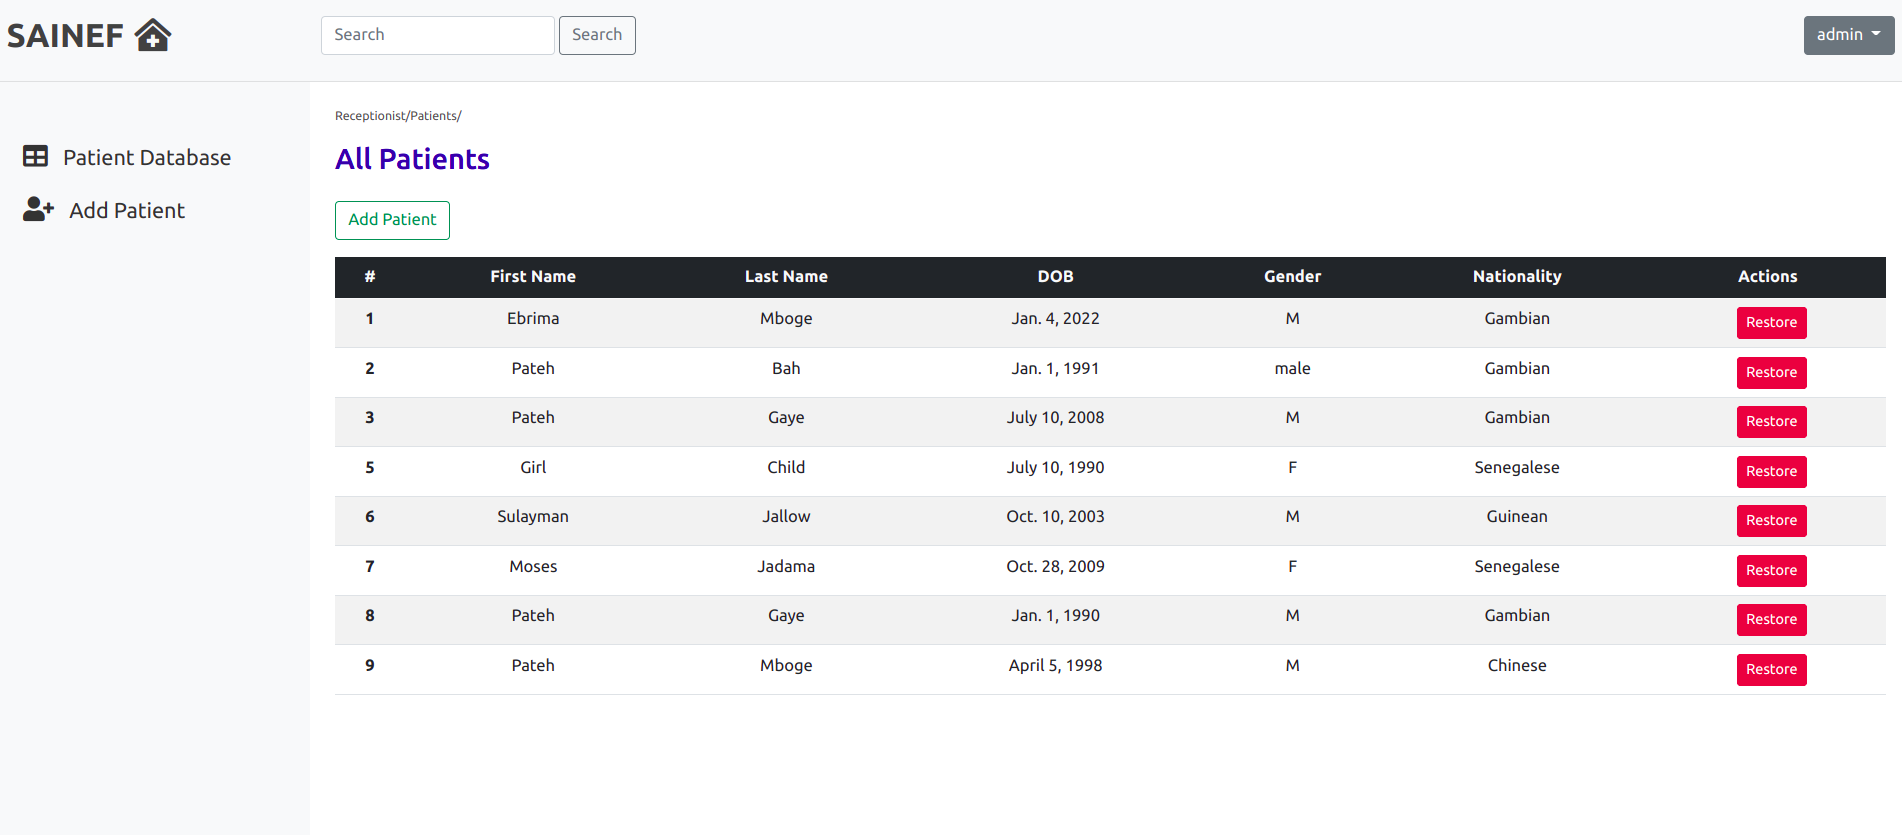 SAINEF
Search Search
admin
Patient Database
Add Patient
Receptionist/Patients/
All Patients
Add Patient
# First Name Last Name DOB Gender Nationality Actions
1 Ebrima Mboge Jan. 4, 2022 M Gambian Restore
2 Pateh Bah Jan. 1, 1991 male Gambian Restore
3 Pateh Gaye July 10, 2008 M Gambian Restore
5 Girl Child July 10, 1990 F Senegalese Restore
6 Sulayman Jallow Oct. 10, 2003 M Guinean Restore
7 Moses Jadama Oct. 28, 2009 F Senegalese Restore
8 Pateh Gaye Jan. 1, 1990 M Gambian Restore
9 Pateh Mboge April 5, 1998 M Chinese Restore